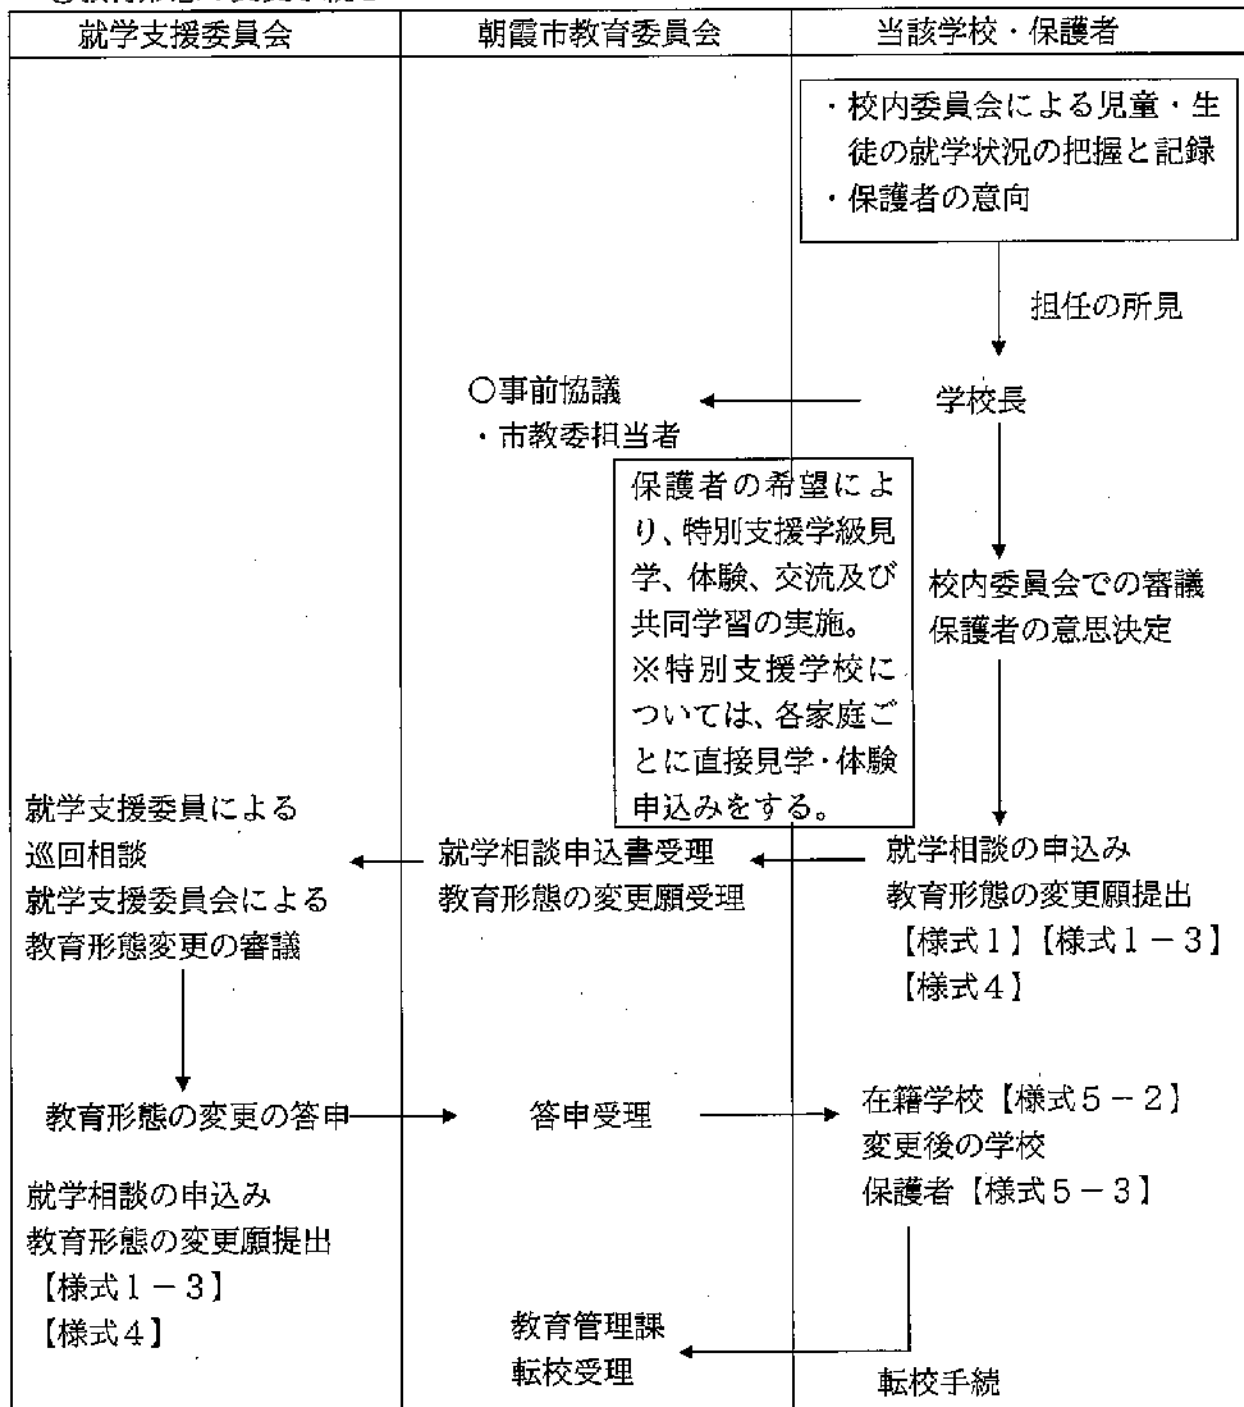 就学支援委員会
朝霞市教育委員会
当該学校・保護者
・校内委員会による児童・生
徒の就学状況の把握と記録
・保護者の意向
担任の所見
〇事前協議
・市教委担当者
学校長
保護者の希望によ
り、特別支援学級見
学、体験、交流及び
共同学習の実施。
※特別支援学校に
ついては、各家庭ご
とに直接見学・体験
申込みをする。
校内委員会での審議
保護者の意思決定
就学支援委員による
巡回相談
就学支援委員会による
教育形態変更の審議
就学相談申込書受理
教育形態の変更願受理
就学相談の申込み
教育形態の変更願提出
【様式1】【様式1-3】
【様式4】
教育形態の変更の答申
答申受理
在籍学校【様式5-2】
変更後の学校
保護者【様式5-3】
就学相談の申込み
教育形態の変更願提出
【様式1-3】
【様式4】
教育管理課
転校受理
転校手続